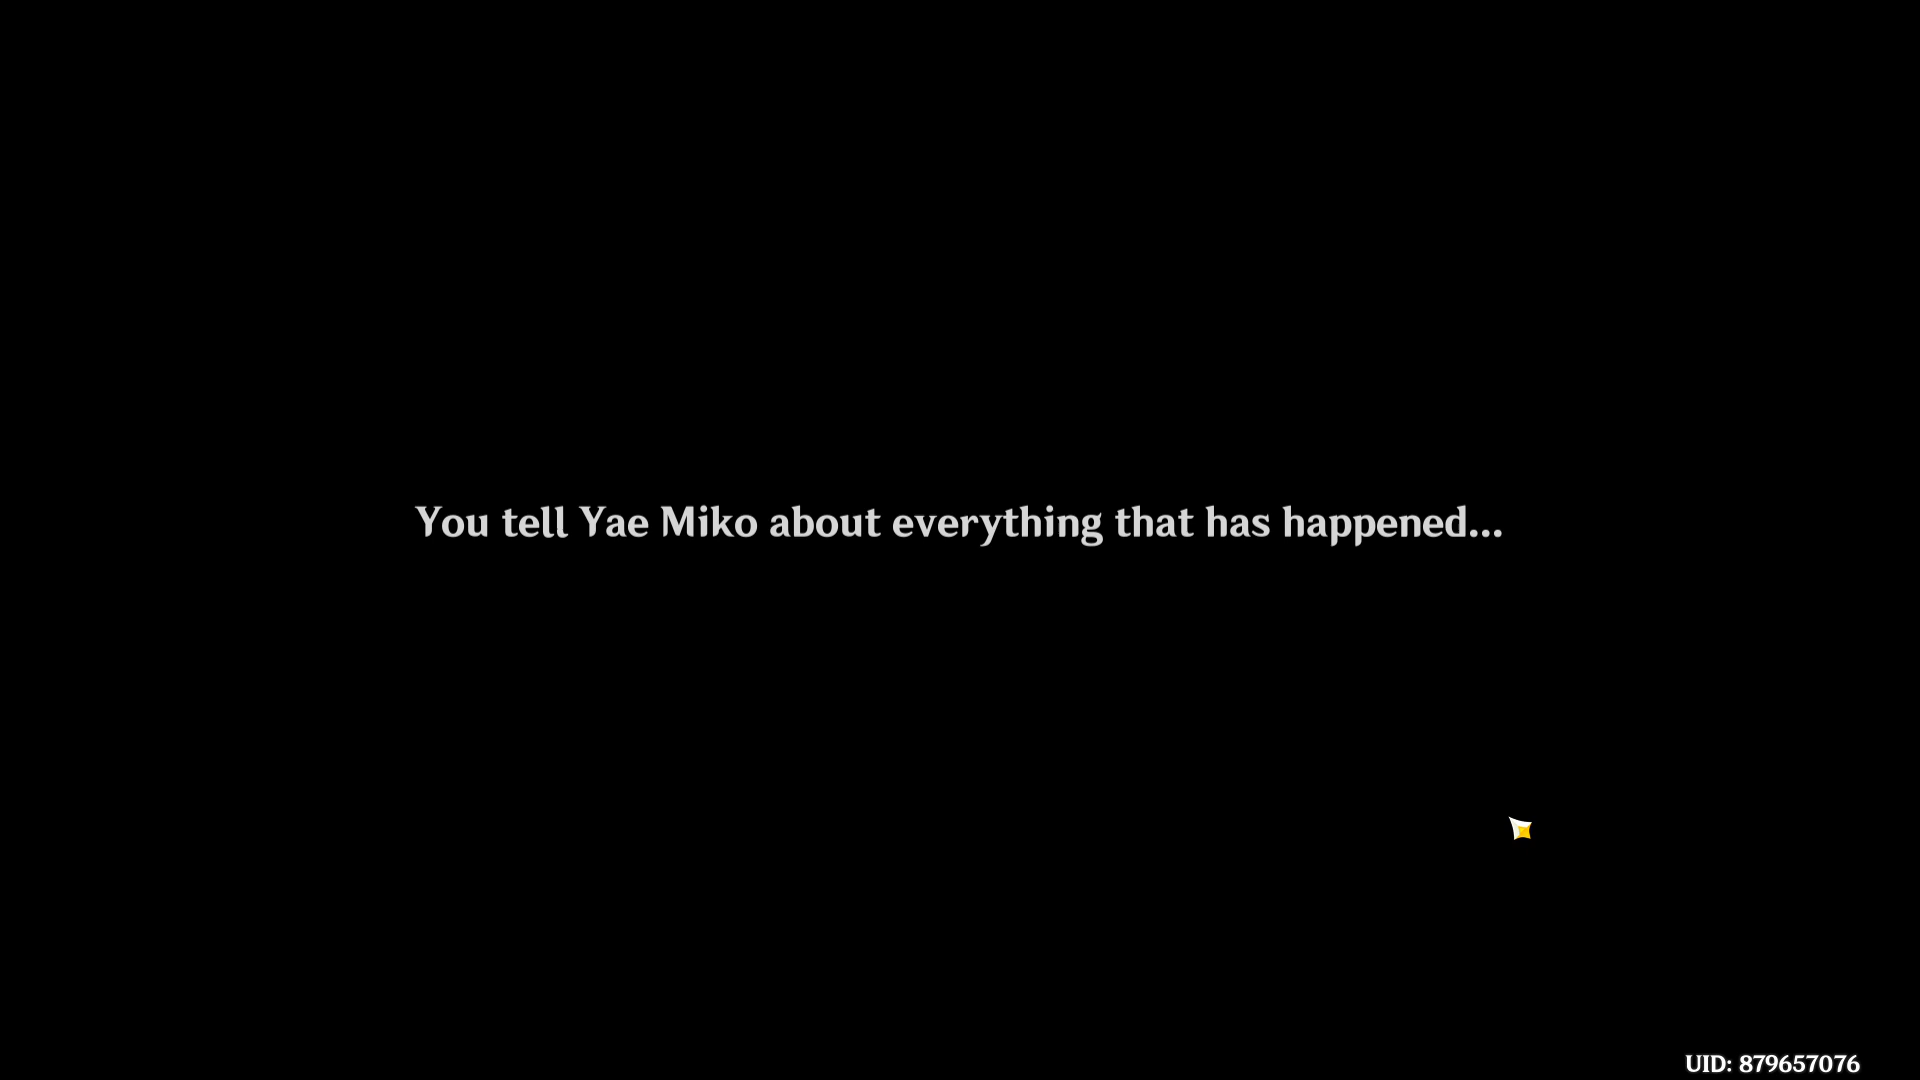 You tell Yae Miko about everything that has happened...
UID: 879657076